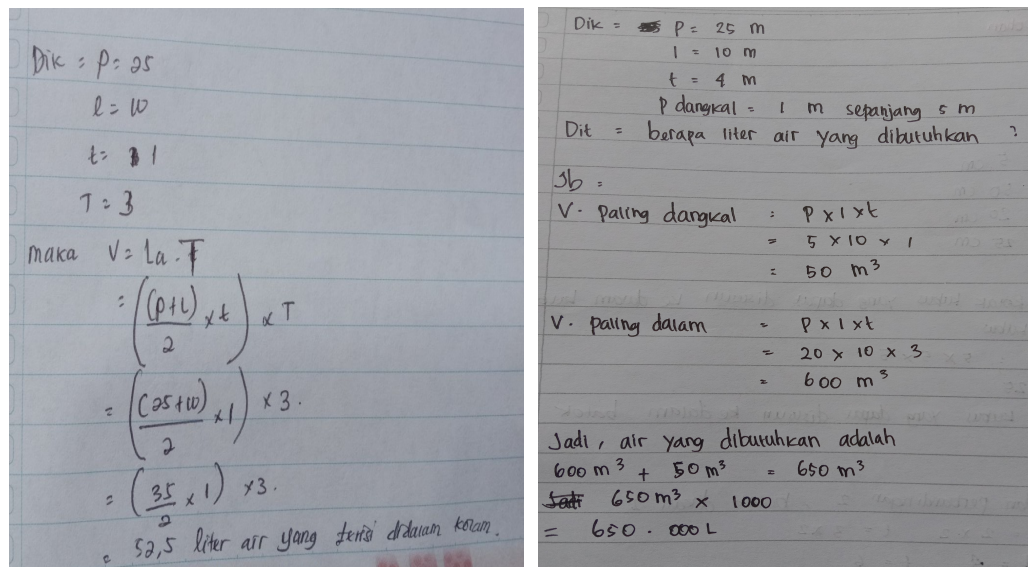 Dik : p = 25
l = 10
t = 1
T = 3
maka V = La . T
= ((p+l)/2 x t) x T
= ((25+10)/2 x 1) x 3.
= (35/2 x 1) x 3.
= 52,5 liter air yang terisi didalam kolam.
Dik = p = 25 m
l = 10 m
t = 4 m
p dangkal = 1 m sepanjang 5 m
Dit = berapa liter air yang dibutuhkan ?
Jb :
V. paling dangkal : p x l x t
= 5 x 10 x 1
= 50 m³
V. paling dalam = p x l x t
= 20 x 10 x 3
= 600 m³
Jadi, air yang dibutuhkan adalah
600 m³ + 50 m³ = 650 m³
650 m³ x 1000
= 650.000 L